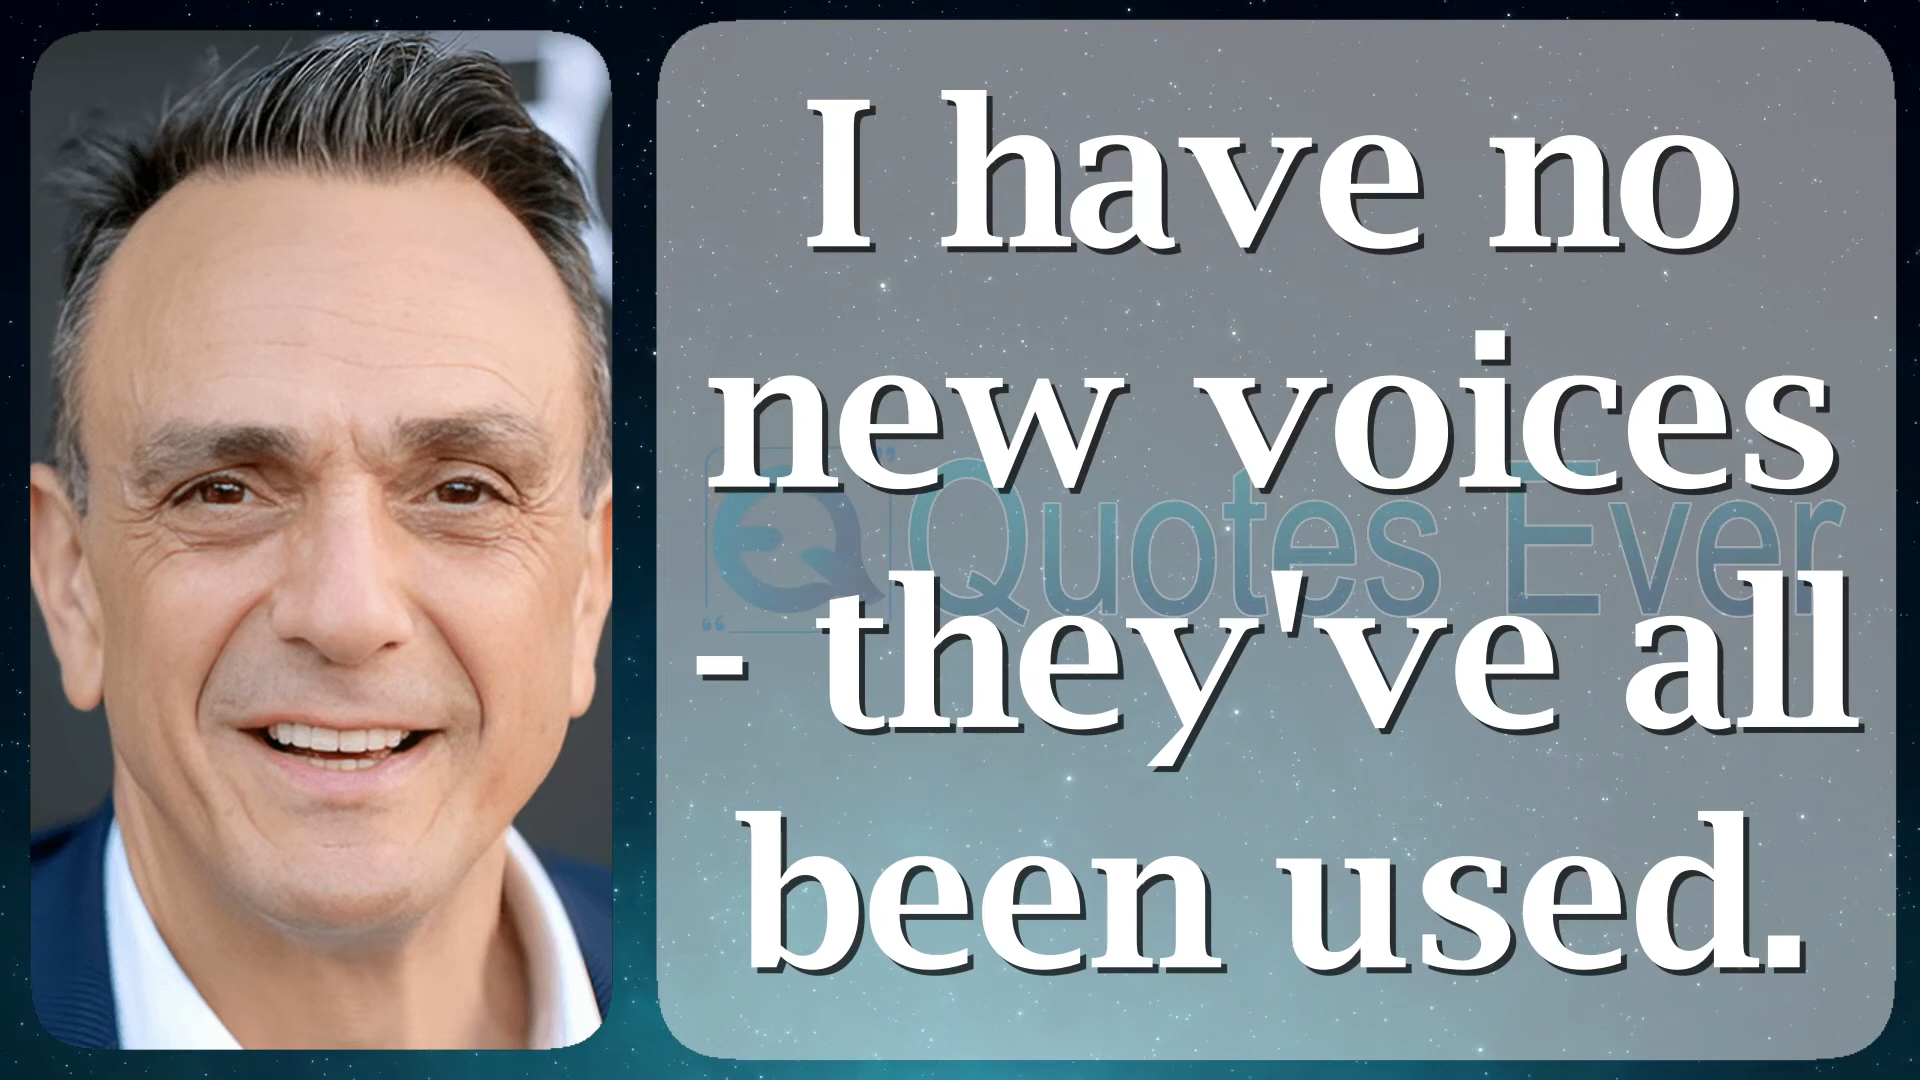 I have no
new voices
Quotes Ever
- they've all
been used.